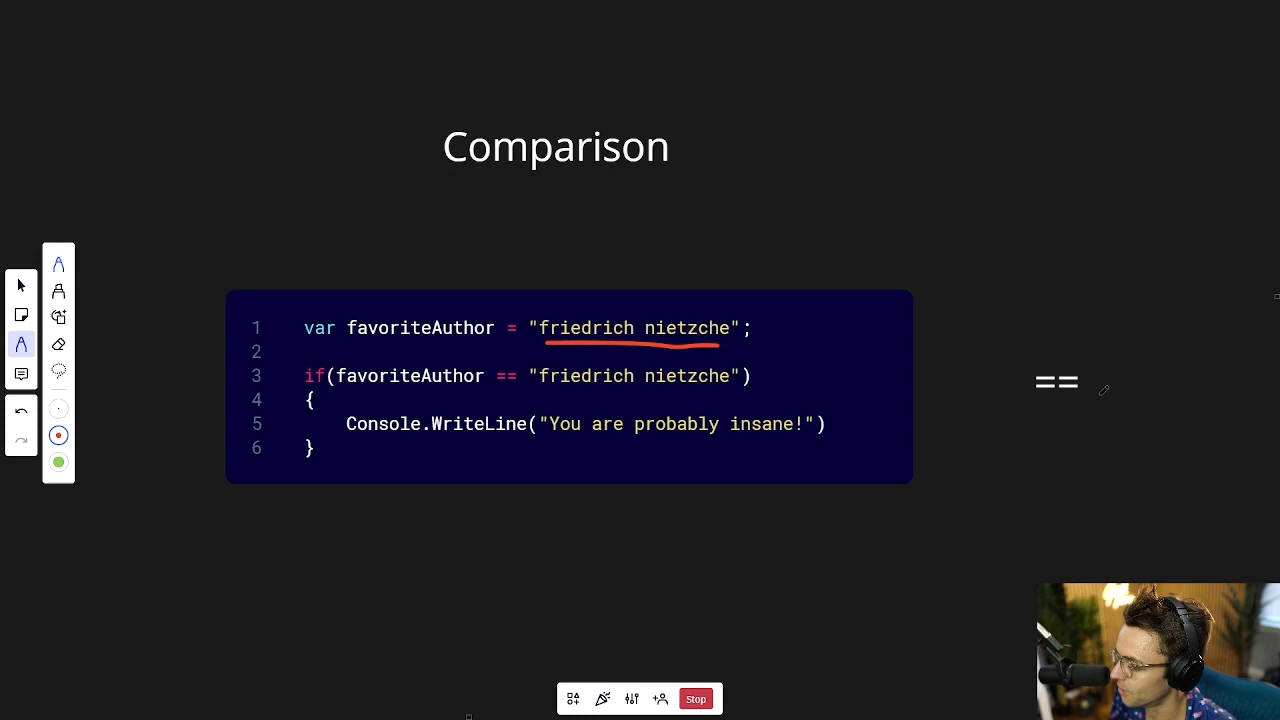 Comparison
1 var favoriteAuthor = "friedrich nietzche";
2
3 if(favoriteAuthor == "friedrich nietzche")
4 {
5 Console.WriteLine("You are probably insane!")
6 }
==
Stop